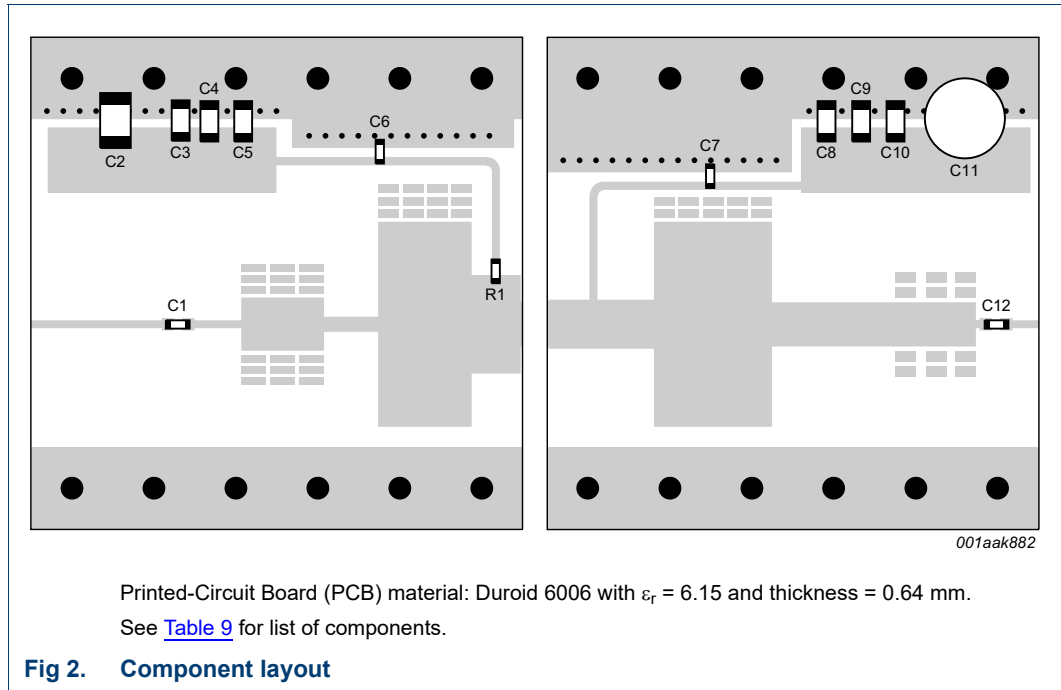 C4
C6
C2
C3
C5
R1
C1
C9
C7
C8
C10
C11
C12
001aak882
Printed-Circuit Board (PCB) material: Duroid 6006 with εr = 6.15 and thickness = 0.64 mm.
See Table 9 for list of components.
Fig 2. Component layout